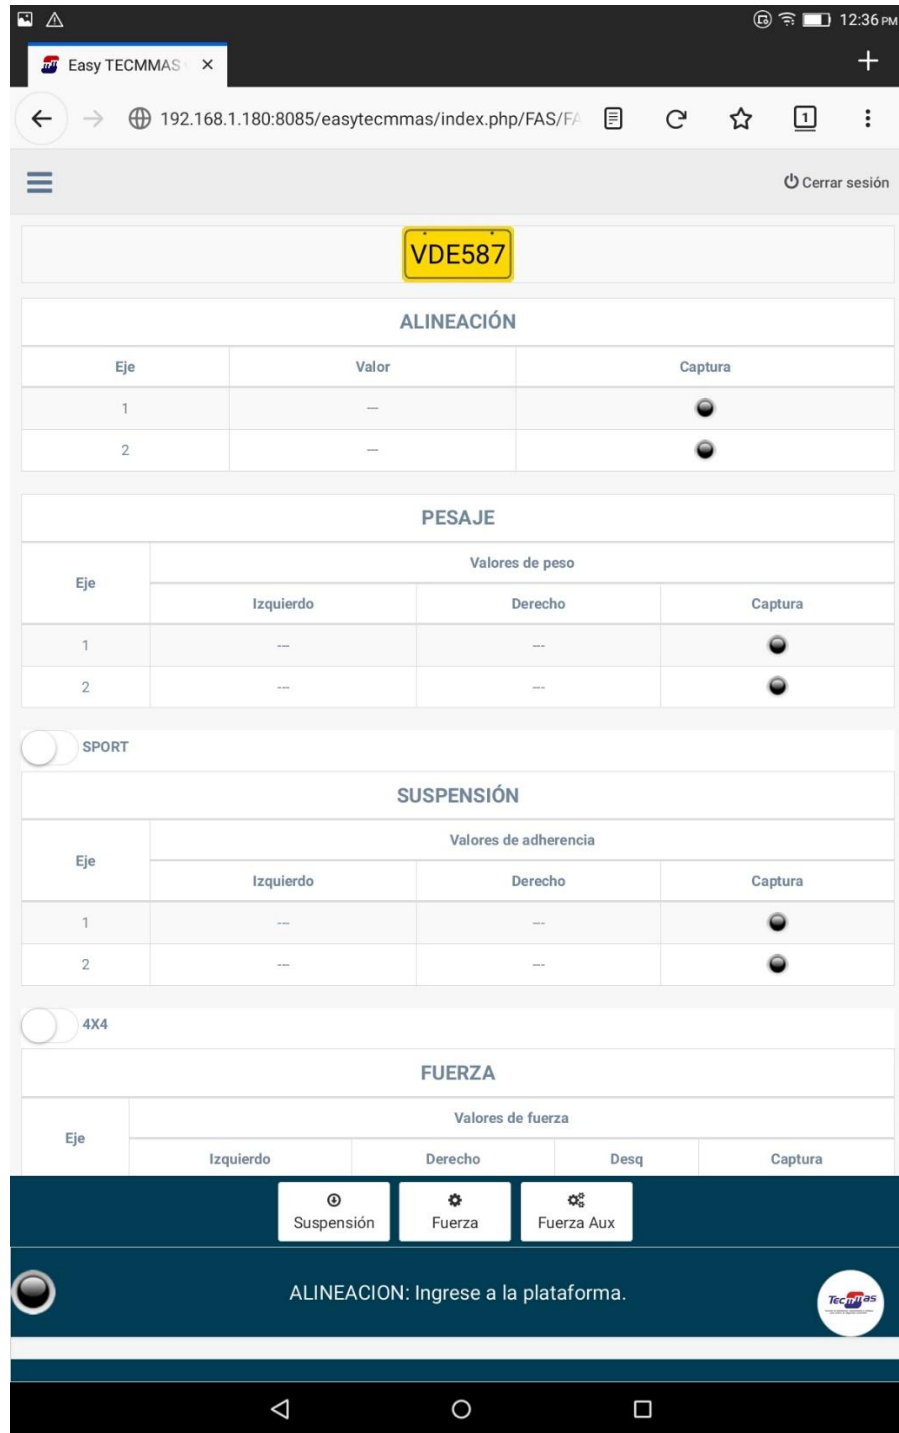 12:36 PM
Easy TECMMAS
192.168.1.180:8085/easytecmmas/index.php/FAS/FA
1
Cerrar sesión
VDE587
ALINEACIÓN
Eje Valor Captura
1 ---
2 ---
PESAJE
Eje
Valores de peso
Izquierdo Derecho Captura
1 --- ---
2 --- ---
SPORT
SUSPENSIÓN
Eje
Valores de adherencia
Izquierdo Derecho Captura
1 --- ---
2 --- ---
4X4
FUERZA
Eje
Valores de fuerza
Izquierdo Derecho Desq Captura
Suspensión Fuerza Fuerza Aux
ALINEACION: Ingrese a la plataforma.
Tecmmas